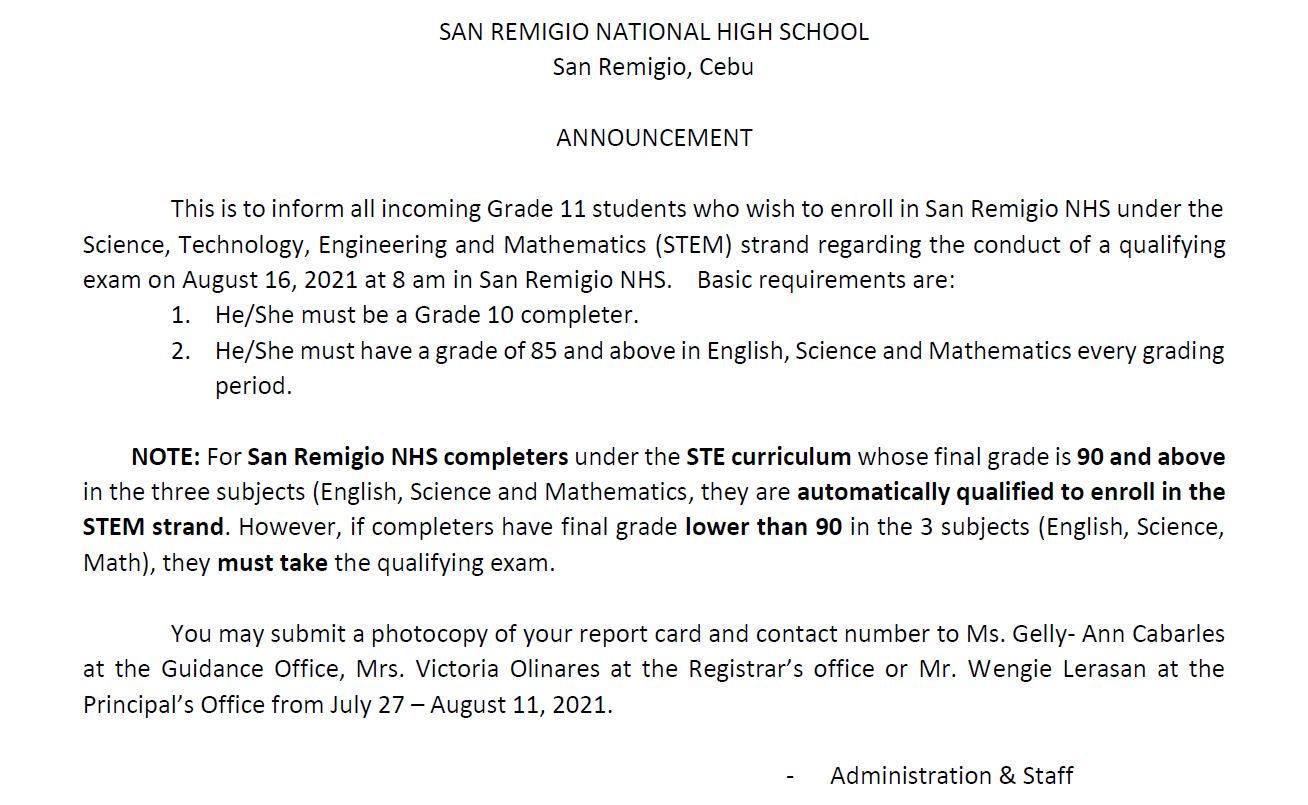 SAN REMIGIO NATIONAL HIGH SCHOOL
San Remigio, Cebu
ANNOUNCEMENT
This is to inform all incoming Grade 11 students who wish to enroll in San Remigio NHS under the
Science, Technology, Engineering and Mathematics (STEM) strand regarding the conduct of a qualifying
exam on August 16, 2021 at 8 am in San Remigio NHS. Basic requirements are:
1. He/She must be a Grade 10 completer.
2. He/She must have a grade of 85 and above in English, Science and Mathematics every grading
period.
NOTE: For San Remigio NHS completers under the STE curriculum whose final grade is 90 and above
in the three subjects (English, Science and Mathematics, they are automatically qualified to enroll in the
STEM strand. However, if completers have final grade lower than 90 in the 3 subjects (English, Science,
Math), they must take the qualifying exam.
You may submit a photocopy of your report card and contact number to Ms. Gelly- Ann Cabarles
at the Guidance Office, Mrs. Victoria Olinares at the Registrar’s office or Mr. Wengie Lerasan at the
Principal’s Office from July 27 – August 11, 2021.
- Administration & Staff